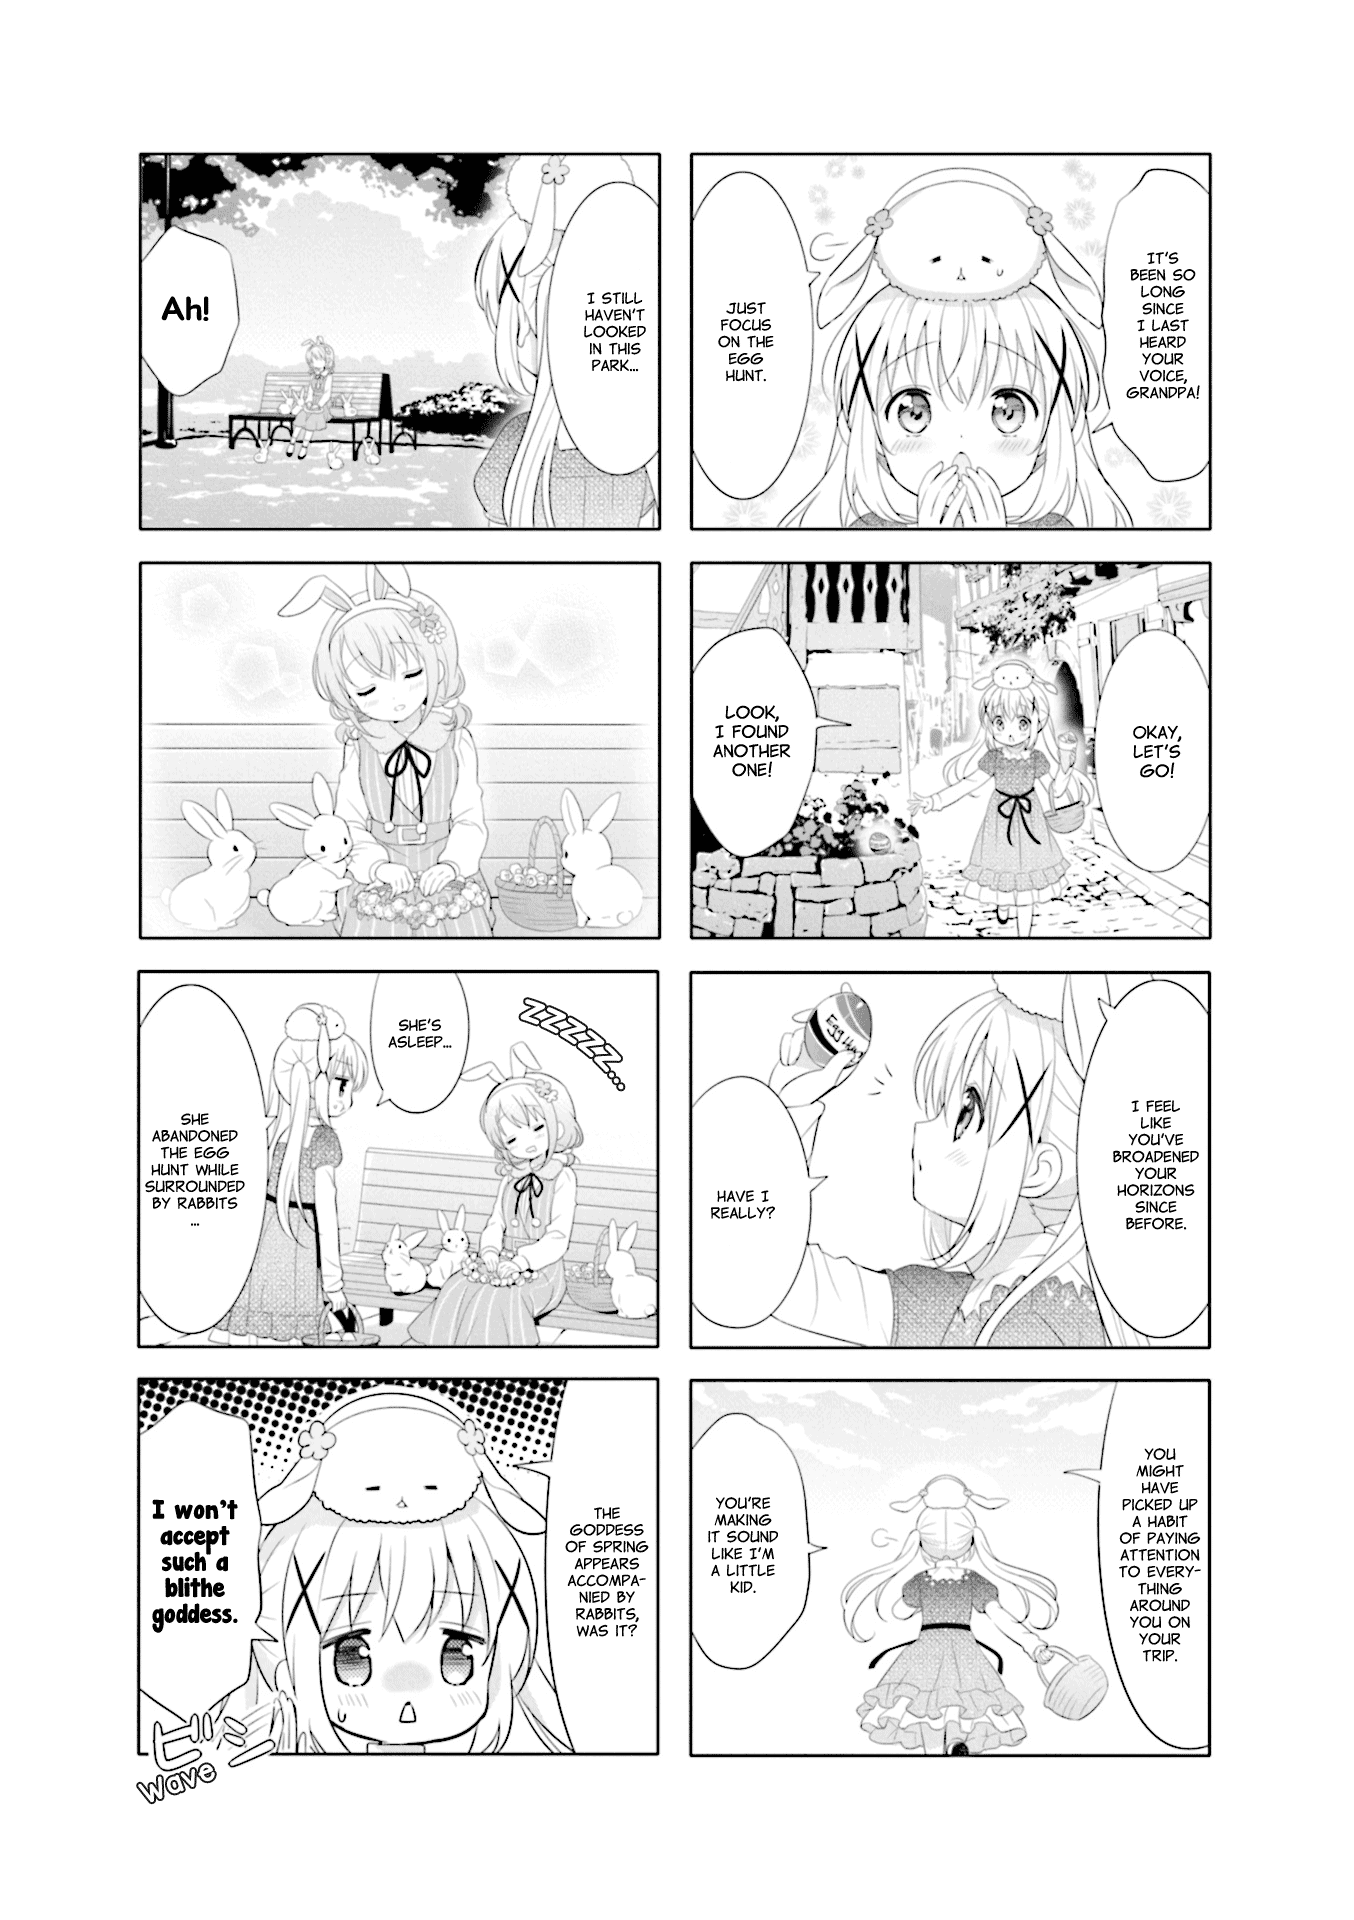 IT'S
BEEN SO
LONG
SINCE
I LAST
HEARD
YOUR
VOICE,
GRANDPA!
JUST
FOCUS
ON THE
EGG
HUNT.
OKAY,
LET'S
GO!
LOOK,
I FOUND
ANOTHER
ONE!
I FEEL
LIKE
YOU'VE
BROADENED
YOUR
HORIZONS
SINCE
BEFORE.
Egg Hunt
HAVE I
REALLY?
YOU
MIGHT
HAVE
PICKED UP
A HABIT
OF PAYING
ATTENTION
TO EVERY-
THING
AROUND
YOU ON
YOUR
TRIP.
YOU'RE
MAKING
IT SOUND
LIKE I'M
A LITTLE
KID.
I STILL
HAVEN'T
LOOKED
IN THIS
PARK...
Ah!
ZZZZZ...
SHE'S
ASLEEP...
SHE
ABANDONED
THE EGG
HUNT WHILE
SURROUNDED
BY RABBITS
...
THE
GODDESS
OF SPRING
APPEARS
ACCOMPA-
NIED BY
RABBITS,
WAS IT?
I won't
accept
such a
blithe
goddess.
ビシ
Wave